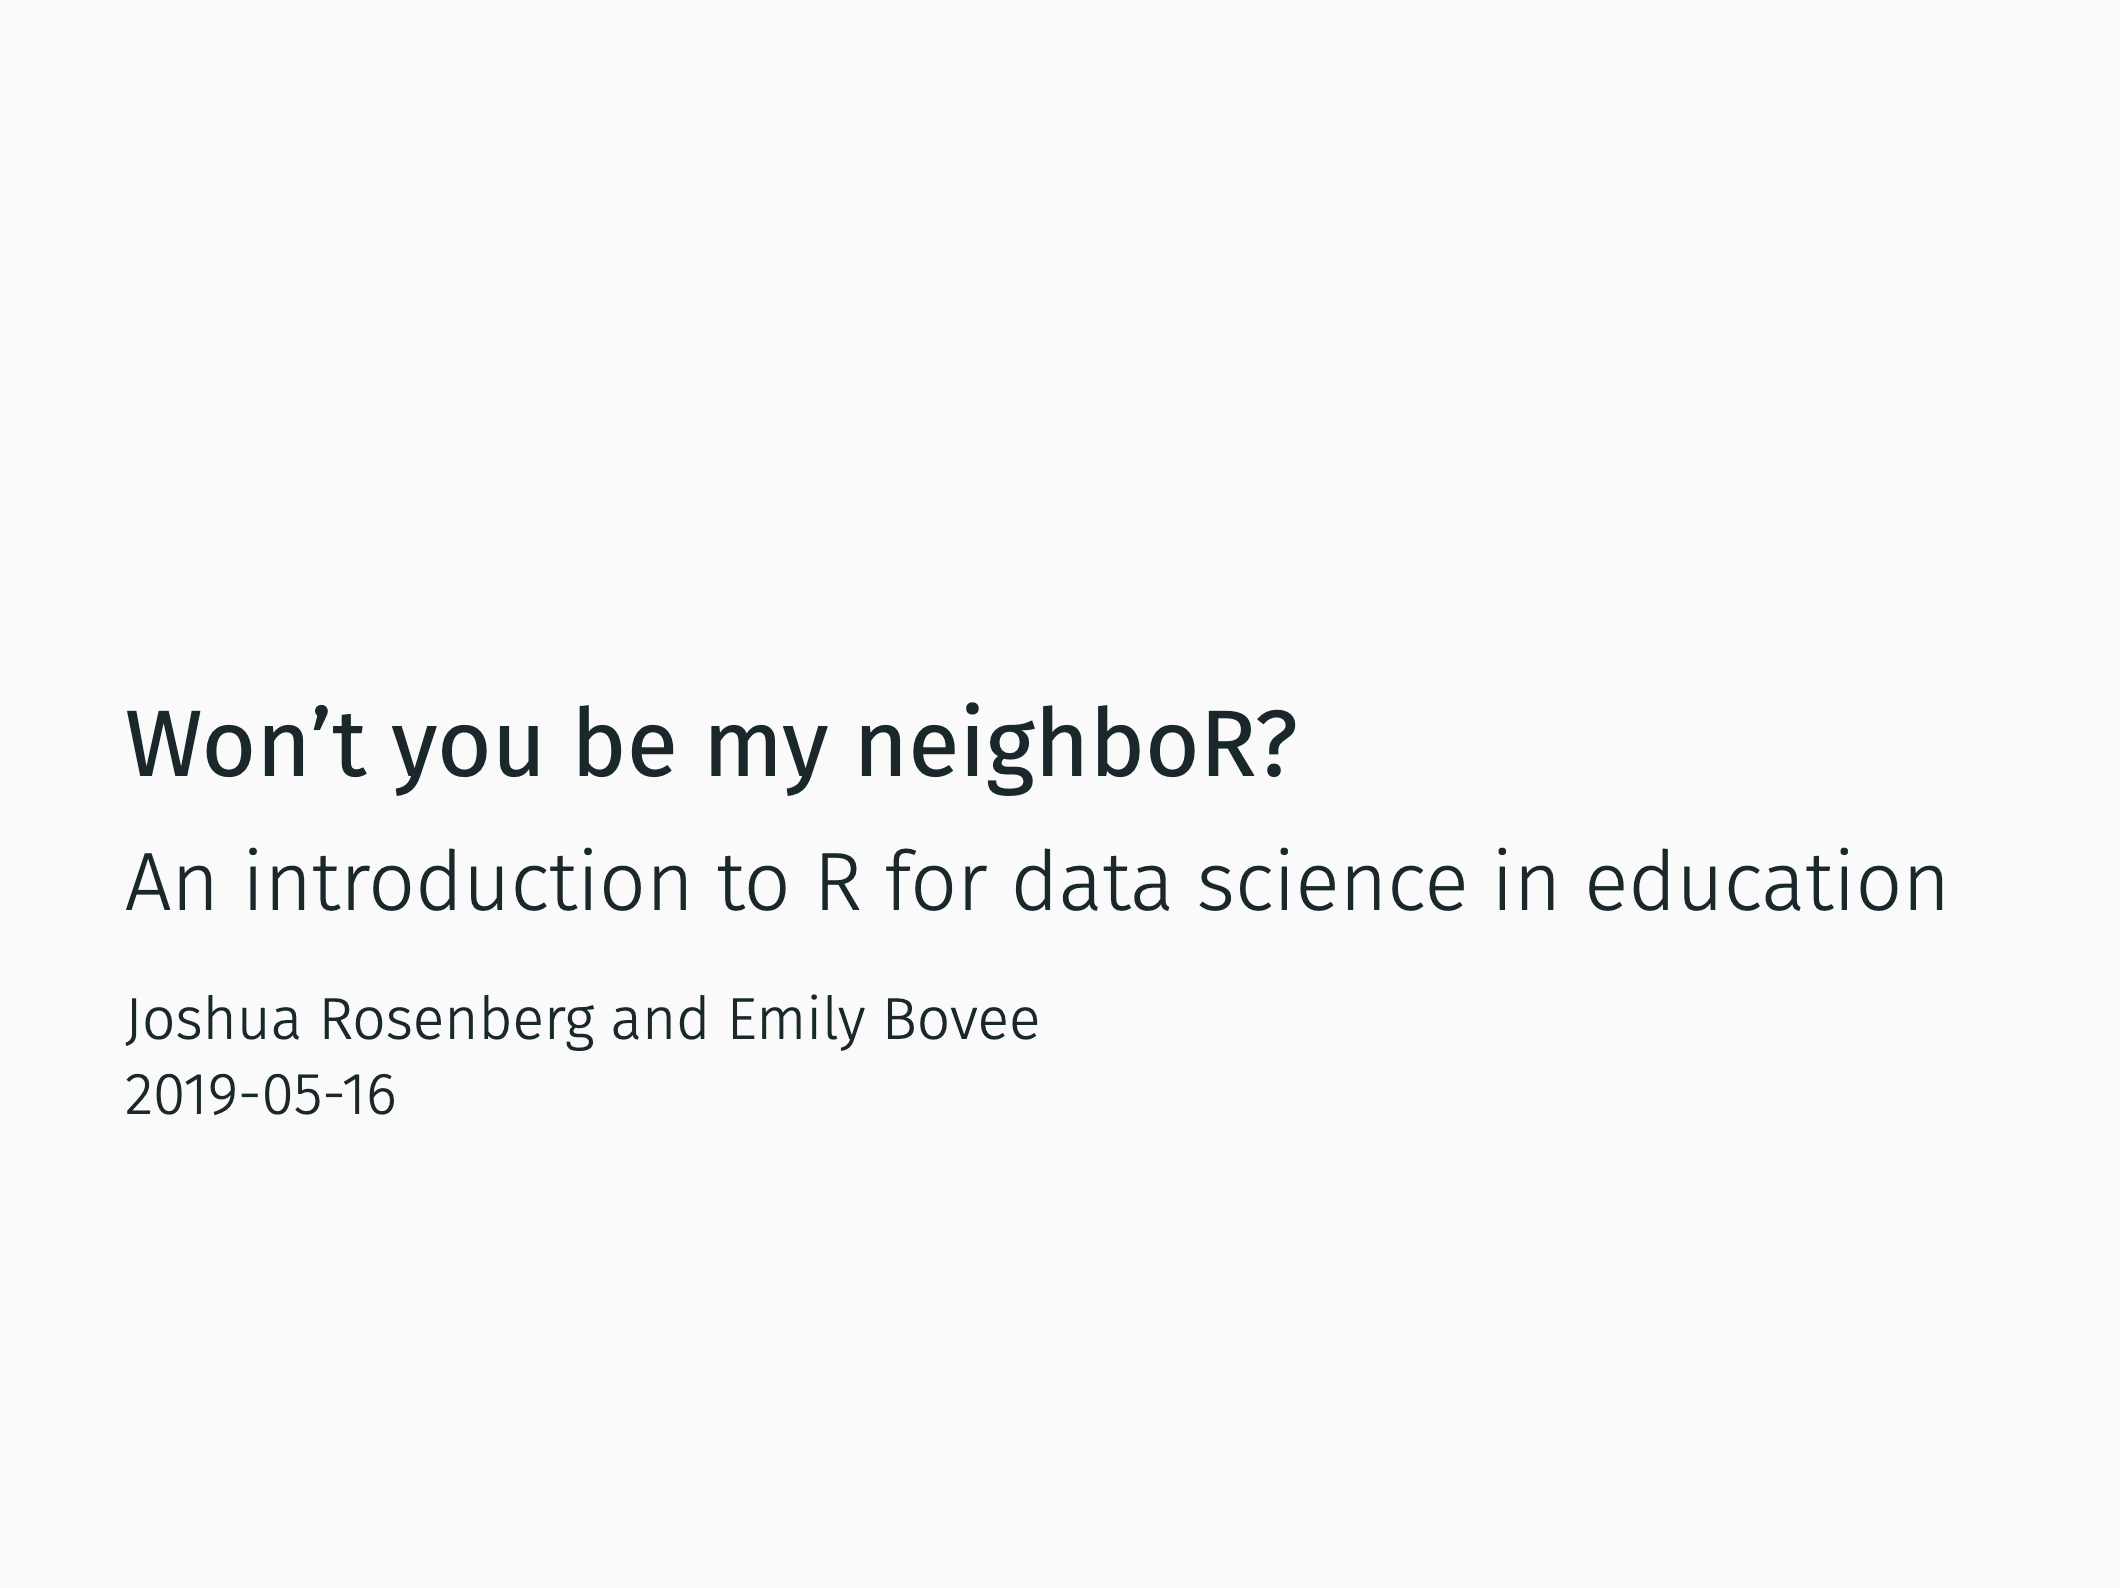 Won’t you be my neighboR?
An introduction to R for data science in education
Joshua Rosenberg and Emily Bovee
2019-05-16